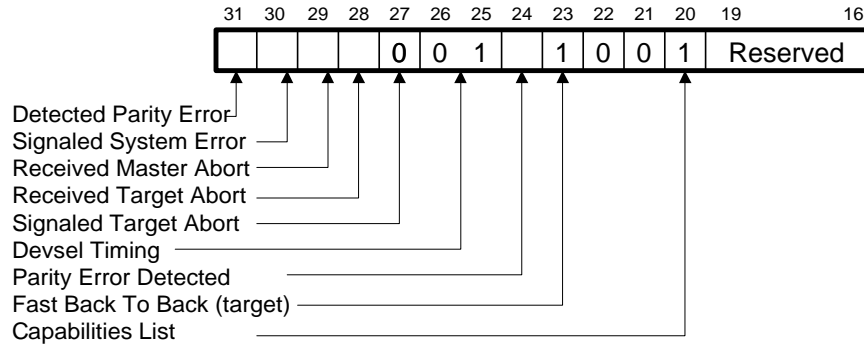 31 30 29 28 27 26 25 24 23 22 21 20 19 16
0 0 1 1 0 0 1 Reserved
Detected Parity Error
Signaled System Error
Received Master Abort
Received Target Abort
Signaled Target Abort
Devsel Timing
Parity Error Detected
Fast Back To Back (target)
Capabilities List